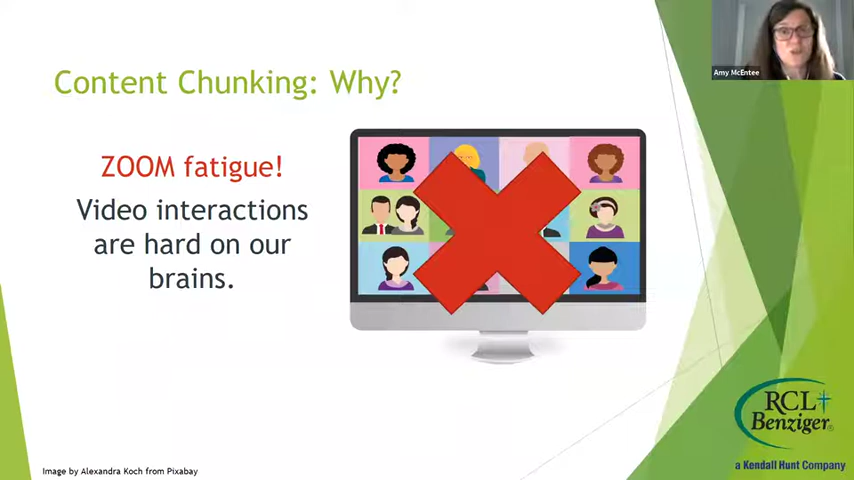 Content Chunking: Why?
Amy McEntee
ZOOM fatigue!
Video interactions
are hard on our
brains.
RCL
Benziger®
a Kendall Hunt Company
Image by Alexandra Koch from Pixabay